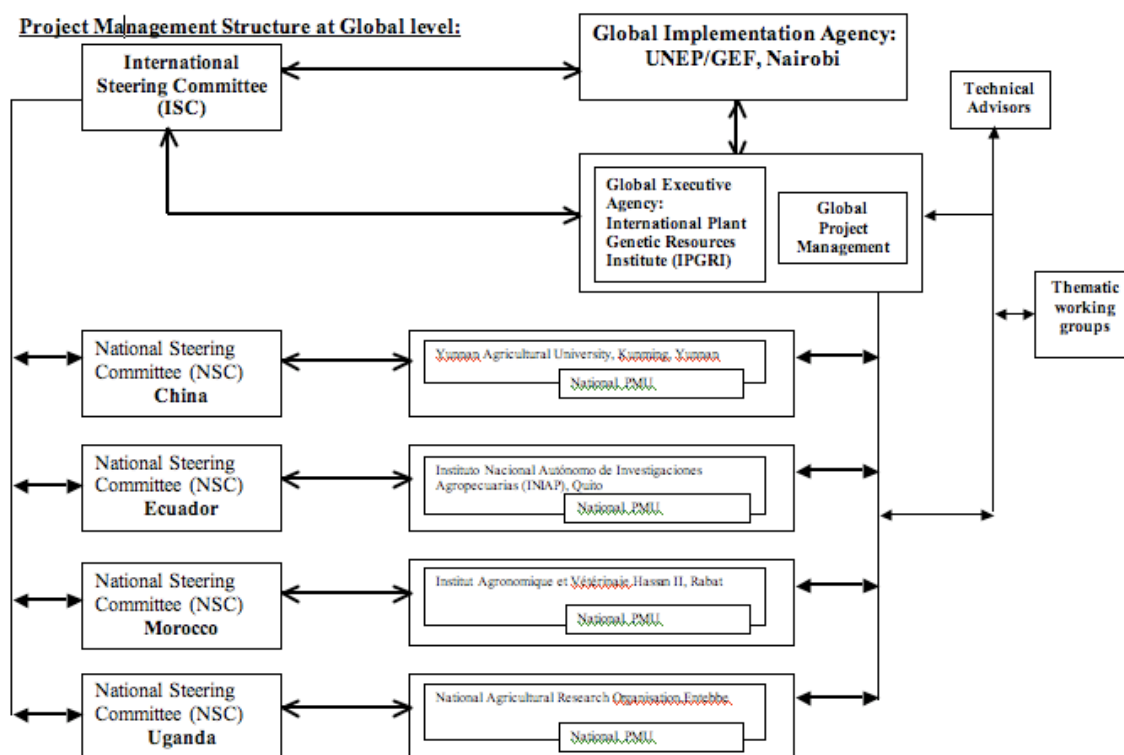 Project Management Structure at Global level:
International
Steering Committee
(ISC)
Global Implementation Agency:
UNEP/GEF, Nairobi
Technical
Advisors
Global Executive
Agency:
International Plant
Genetic Resources
Institute (IPGRI)
Global
Project
Management
Thematic
working
groups
National Steering
Committee (NSC)
China
Yunnan Agricultural University, Kunming, Yunnan
National PMU
National Steering
Committee (NSC)
Ecuador
Instituto Nacional Autónomo de Investigaciones
Agropecuarias (INIAP), Quito
National PMU
National Steering
Committee (NSC)
Morocco
Institut Agronomique et Vétérinaie Hassan II, Rabat
National PMU
National Steering
Committee (NSC)
Uganda
National Agricultural Research Organisation,Entebbe
National PMU